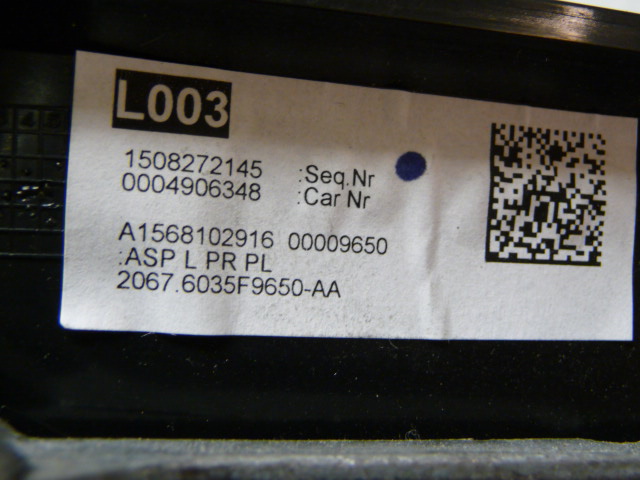 L003
1508272145 :Seq.Nr
0004906348 :Car Nr
A1568102916 00009650
:ASP L PR PL
2067.6035F9650-AA